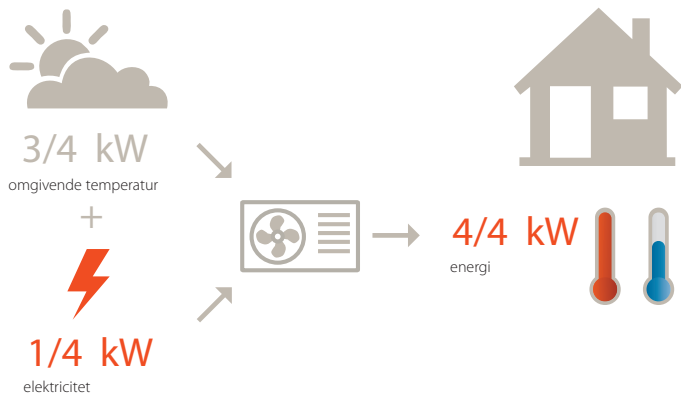 3/4 kW
omgivende temperatur
+
1/4 kW
elektricitet
4/4 kW
energi